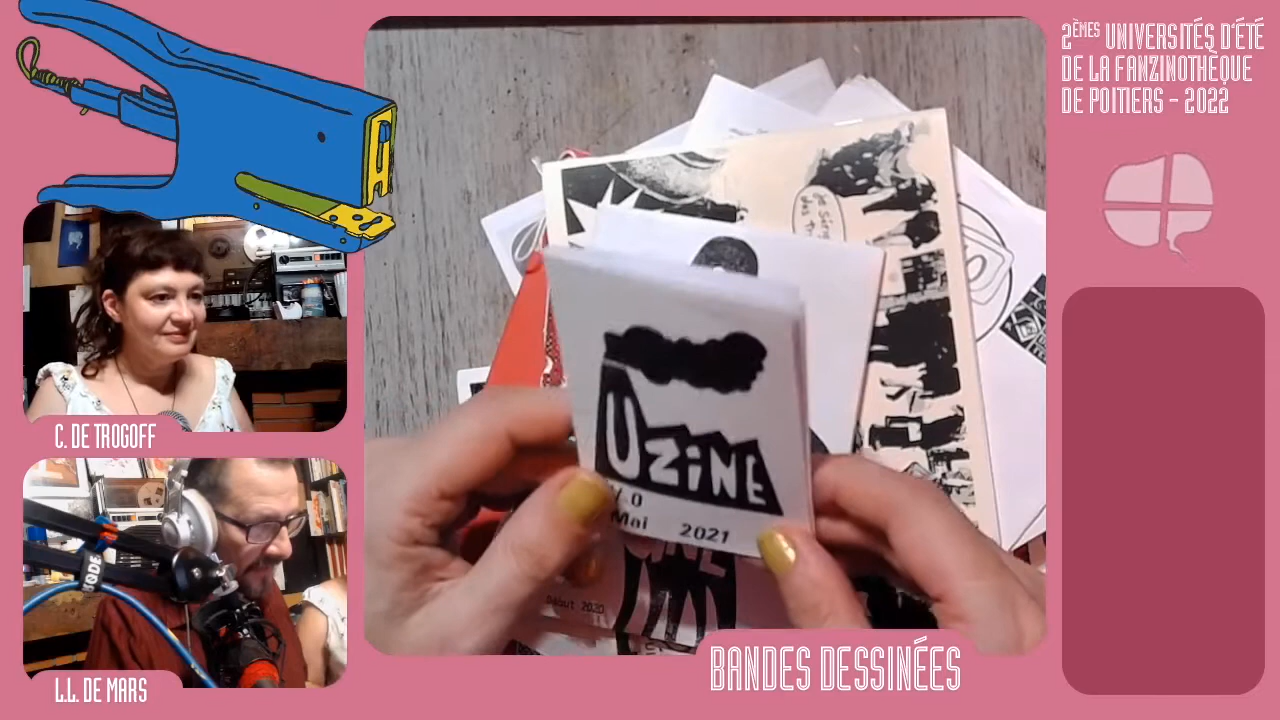 2ÈMES UNIVERSITÉS D'ÉTÉ
DE LA FANZINOTHÈQUE
DE POITIERS - 2022
C. DE TROGOFF
L.L. DE MARS
RØDE
UZINE
Mai 2021
Début 2020
BANDES DESSINÉES